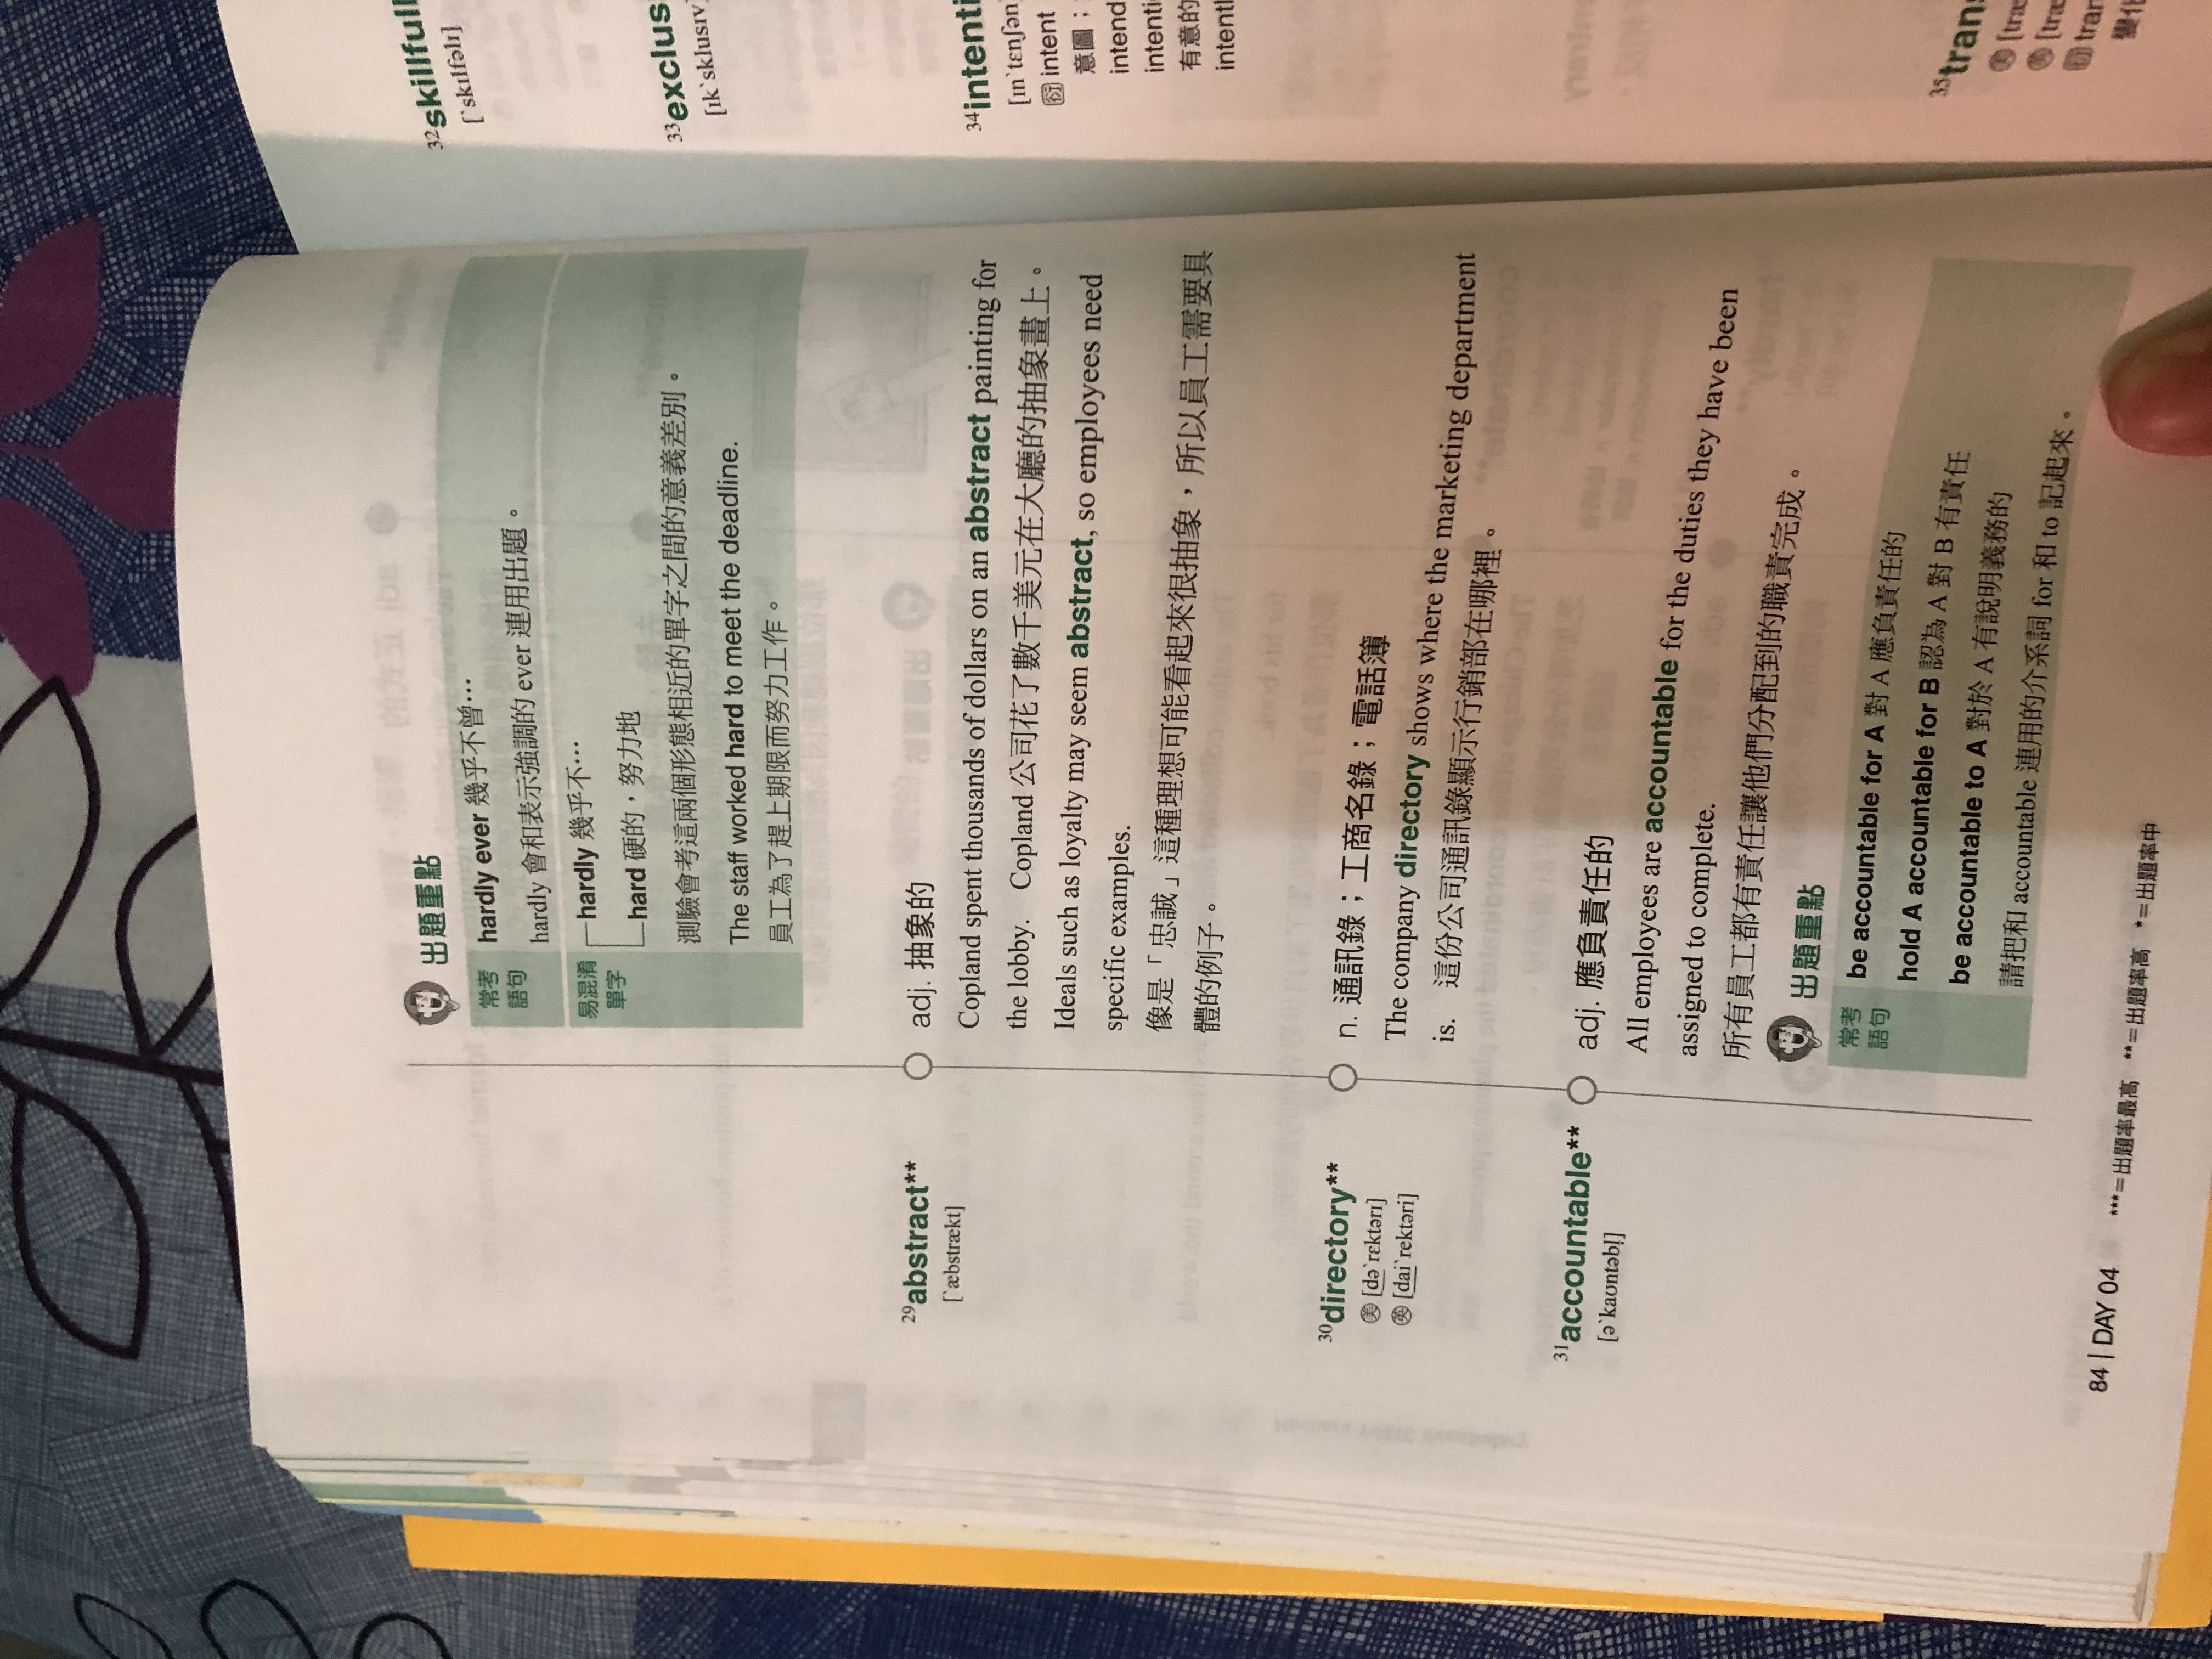 出題重點
常考
語句
hardly ever 幾乎不曾…
hardly 會和表示強調的 ever 連用出題。
易混淆
單字
hardly 幾乎不…
hard 硬的，努力地
測驗會考這兩個形態相近的單字之間的意義差別。
The staff worked hard to meet the deadline.
員工為了趕上期限而努力工作。
29abstract**
[ˋæbstrækt]
adj. 抽象的
Copland spent thousands of dollars on an abstract painting for
the lobby. Copland 公司花了數千美元在大廳的抽象畫上。
Ideals such as loyalty may seem abstract, so employees need
specific examples.
像是「忠誠」這種理想可能看起來很抽象，所以員工需要具
體的例子。
30directory**
美 [dəˋrɛktərɪ]
英 [daiˋrektəri]
n. 通訊錄；工商名錄；電話簿
The company directory shows where the marketing department
is. 這份公司通訊錄顯示行銷部在哪裡。
31accountable**
[əˋkaʊntəb!]
adj. 應負責任的
All employees are accountable for the duties they have been
assigned to complete.
所有員工都有責任讓他們分配到的職責完成。
出題重點
常考
語句
be accountable for A 對 A 應負責任的
hold A accountable for B 認為 A 對 B 有責任
be accountable to A 對於 A 有說明義務的
請把和 accountable 連用的介系詞 for 和 to 記起來。
84 | DAY 04
***=出題率最高 **=出題率高 *=出題率中
32
[ˋskɪlfəlɪ]
33
[ɪkˋsklusɪv]
34
[ɪnˋtɛnʃən]
衍 intent
意圖；
intend
有意的
35